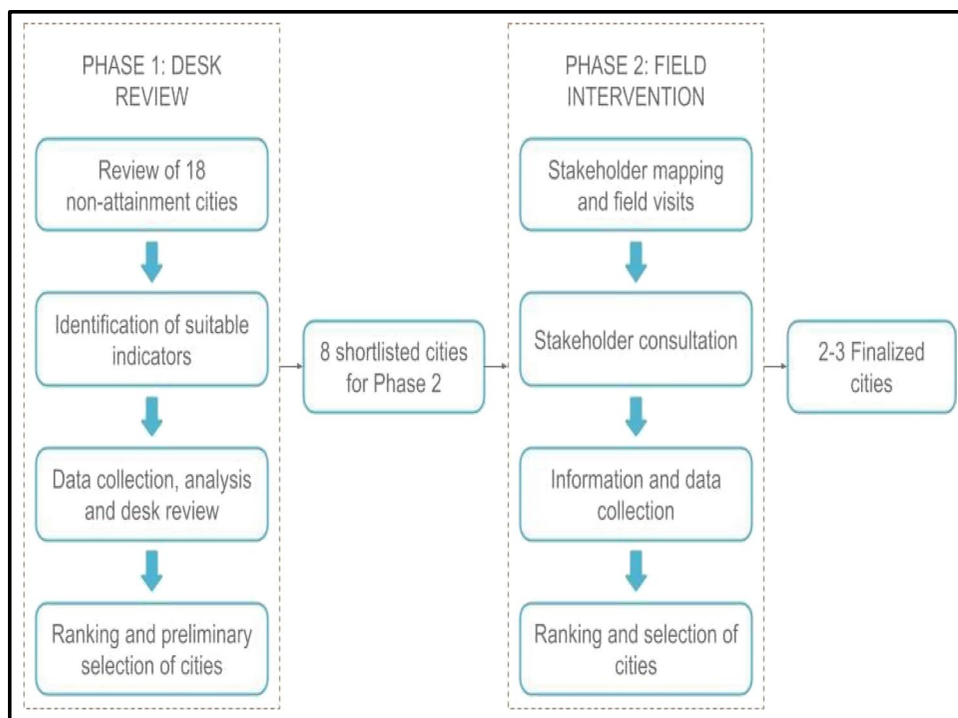 PHASE 1: DESK
REVIEW
Review of 18
non-attainment cities
Identification of suitable
indicators
Data collection, analysis
and desk review
Ranking and preliminary
selection of cities
8 shortlisted cities
for Phase 2
PHASE 2: FIELD
INTERVENTION
Stakeholder mapping
and field visits
Stakeholder consultation
Information and data
collection
Ranking and selection of
cities
2-3 Finalized
cities